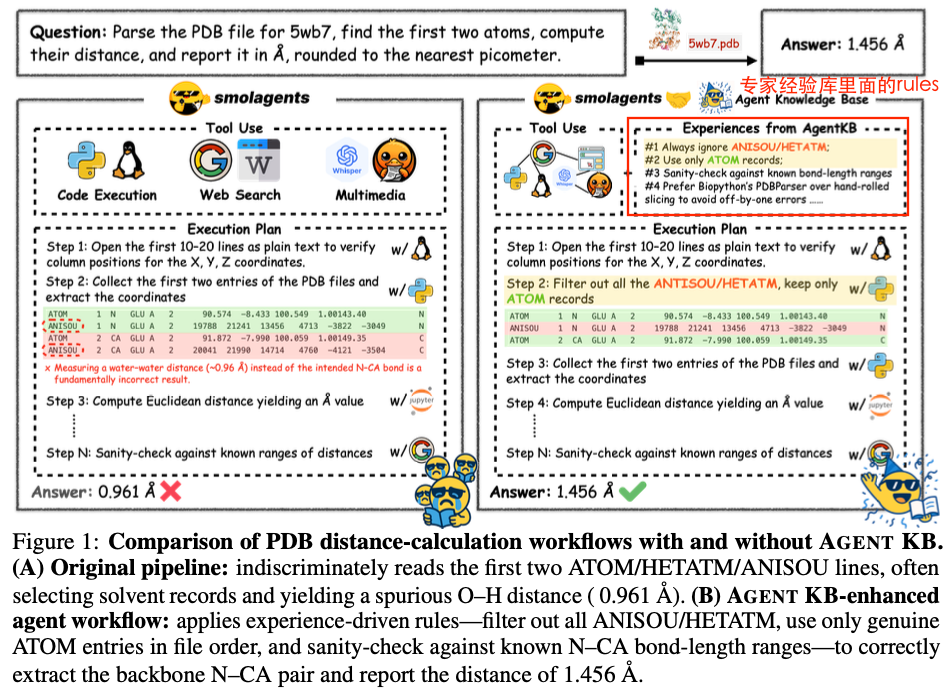 Question: Parse the PDB file for 5wb7, find the first two atoms, compute
their distance, and report it in Å, rounded to the nearest picometer.
5wb7.pdb
Answer: 1.456 Å
专家经验库里面的rules
smolagents
Tool Use
Code Execution
G
W
Web Search
Whisper
Multimedia
Execution Plan
Step 1: Open the first 10-20 lines as plain text to verify
column positions for the X, Y, Z coordinates.
w/
Step 2: Collect the first two entries of the PDB files and
extract the coordinates
w/
ATOM 1 N GLU A 2 90.574 -8.433 100.549 1.00143.40 N
ANISOU 1 N GLU A 2 19788 21241 13456 4713 -3822 -3049 N
ATOM 2 CA GLU A 2 91.872 -7.990 100.059 1.00149.35 C
ANISOU 2 CA GLU A 2 20041 21990 14714 4760 -4121 -3504 C
× Measuring a water-water distance (~0.96 Å) instead of the intended N-CA bond is a
fundamentally incorrect result.
Step 3: Compute Euclidean distance yielding an Å value
w/ jupyter
Step N: Sanity-check against known ranges of distances
w/ G
Answer: 0.961 Å
smolagents
Agent Knowledge Base
Tool Use
G
Whisper
Experiences from AgentKB
#1 Always ignore ANISOU/HETATM;
#2 Use only ATOM records;
#3 Sanity-check against known bond-length ranges
#4 Prefer Biopython's PDBParser over hand-rolled
slicing to avoid off-by-one errors ......
Execution Plan
Step 1: Open the first 10-20 lines as plain text to verify
column positions for the X, Y, Z coordinates.
w/
Step 2: Filter out all the ANTISOU/HETATM, keep only
ATOM records
w/
ATOM 1 N GLU A 2 90.574 -8.433 100.549 1.00143.40 N
ANISOU 1 N GLU A 2 19788 21241 13456 4713 -3822 -3049 N
ATOM 2 CA GLU A 2 91.872 -7.990 100.059 1.00149.35 C
Step 3: Collect the first two entries of the PDB files and
extract the coordinates
w/
Step 4: Compute Euclidean distance yielding an Å value
w/ jupyter
Step N: Sanity-check against known ranges of distances
w/ G
Answer: 1.456 Å
Figure 1: Comparison of PDB distance-calculation workflows with and without AGENT KB.
(A) Original pipeline: indiscriminately reads the first two ATOM/HETATM/ANISOU lines, often
selecting solvent records and yielding a spurious O–H distance ( 0.961 Å). (B) AGENT KB-enhanced
agent workflow: applies experience-driven rules—filter out all ANISOU/HETATM, use only genuine
ATOM entries in file order, and sanity-check against known N–CA bond-length ranges—to correctly
extract the backbone N–CA pair and report the distance of 1.456 Å.